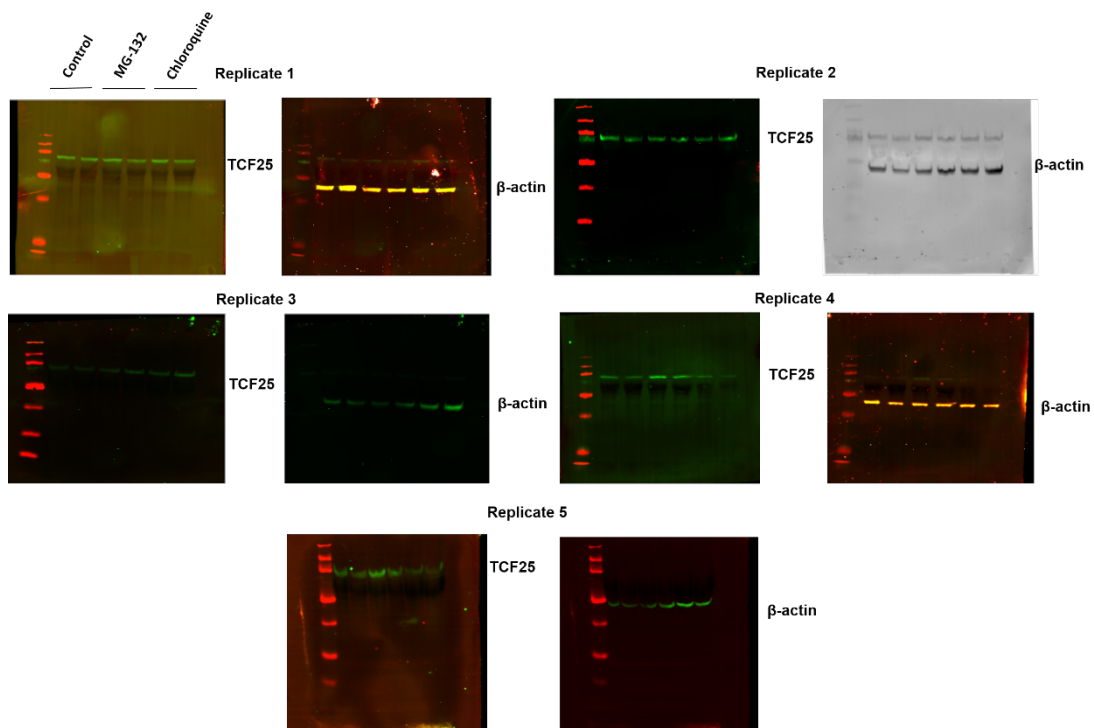 Control
MG-132
Chloroquine
Replicate 1
TCF25
β-actin
Replicate 2
TCF25
β-actin
Replicate 3
TCF25
β-actin
Replicate 4
TCF25
β-actin
Replicate 5
TCF25
β-actin